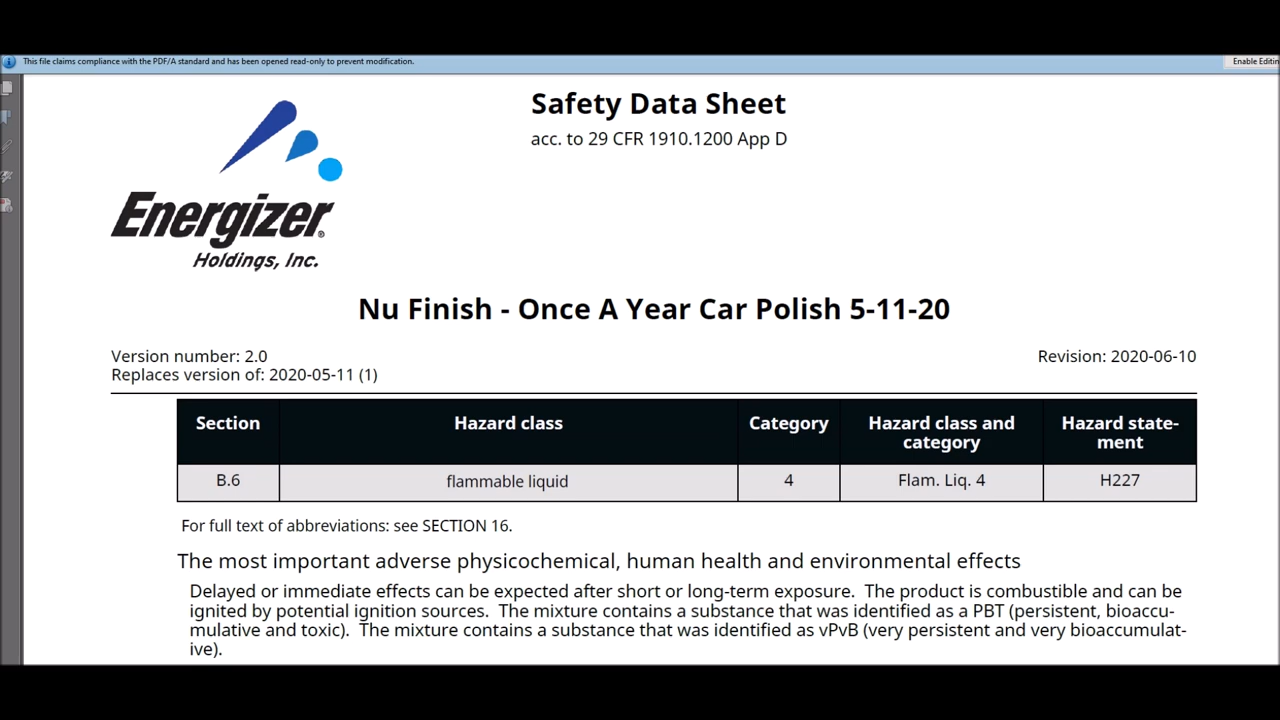 This file claims compliance with the PDF/A standard and has been opened read-only to prevent modification.
Enable Editin
Safety Data Sheet
acc. to 29 CFR 1910.1200 App D
Energizer®
Holdings, Inc.
Nu Finish - Once A Year Car Polish 5-11-20
Version number: 2.0
Revision: 2020-06-10
Replaces version of: 2020-05-11 (1)
Section Hazard class Category Hazard class and category Hazard state-ment
B.6 flammable liquid 4 Flam. Liq. 4 H227
For full text of abbreviations: see SECTION 16.
The most important adverse physicochemical, human health and environmental effects
Delayed or immediate effects can be expected after short or long-term exposure. The product is combustible and can be
ignited by potential ignition sources. The mixture contains a substance that was identified as a PBT (persistent, bioaccu-
mulative and toxic). The mixture contains a substance that was identified as vPvB (very persistent and very bioaccumulat-
ive).